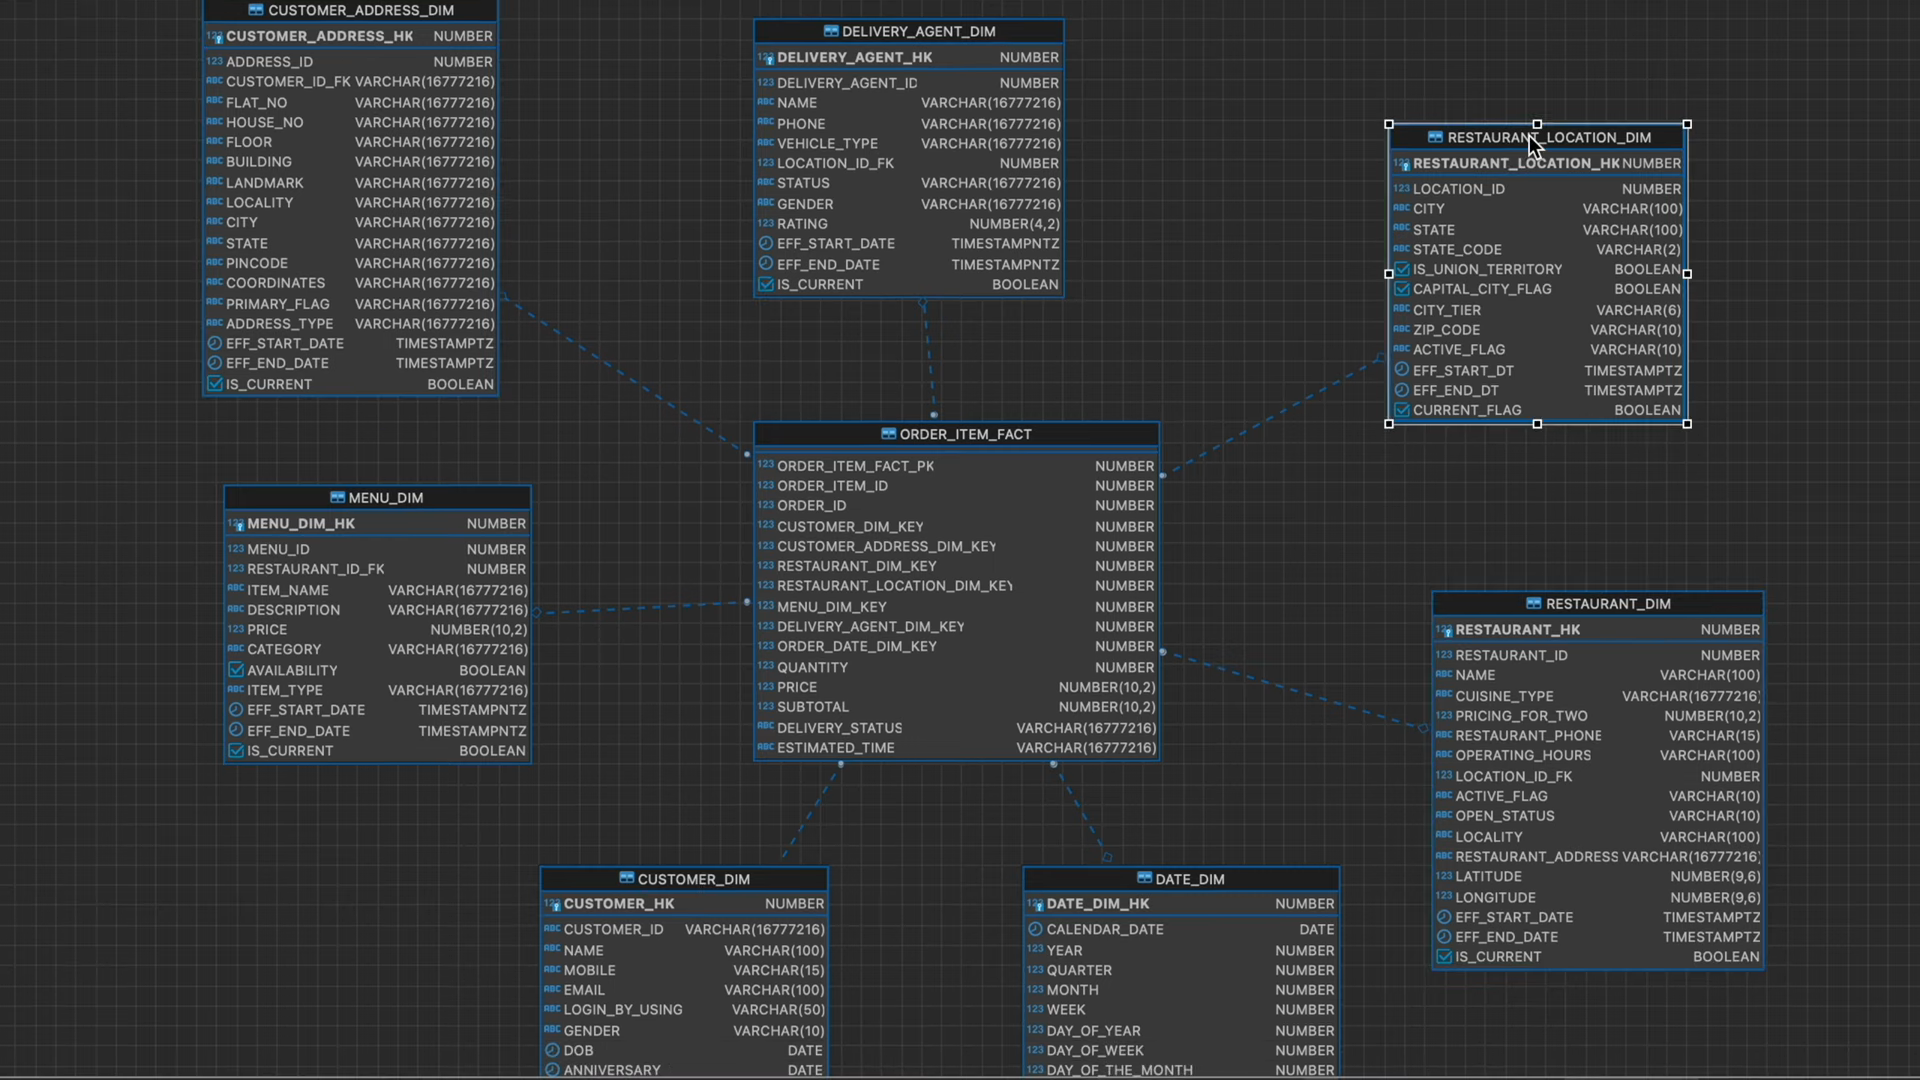 CUSTOMER_ADDRESS_DIM
CUSTOMER_ADDRESS_HK NUMBER
ADDRESS_ID NUMBER
CUSTOMER_ID_FK VARCHAR(16777216)
FLAT_NO VARCHAR(16777216)
HOUSE_NO VARCHAR(16777216)
FLOOR VARCHAR(16777216)
BUILDING VARCHAR(16777216)
LANDMARK VARCHAR(16777216)
LOCALITY VARCHAR(16777216)
CITY VARCHAR(16777216)
STATE VARCHAR(16777216)
PINCODE VARCHAR(16777216)
COORDINATES VARCHAR(16777216)
PRIMARY_FLAG VARCHAR(16777216)
ADDRESS_TYPE VARCHAR(16777216)
EFF_START_DATE TIMESTAMPTZ
EFF_END_DATE TIMESTAMPTZ
IS_CURRENT BOOLEAN
DELIVERY_AGENT_DIM
DELIVERY_AGENT_HK NUMBER
DELIVERY_AGENT_ID NUMBER
NAME VARCHAR(16777216)
PHONE VARCHAR(16777216)
VEHICLE_TYPE VARCHAR(16777216)
LOCATION_ID_FK NUMBER
STATUS VARCHAR(16777216)
GENDER VARCHAR(16777216)
RATING NUMBER(4,2)
EFF_START_DATE TIMESTAMPNTZ
EFF_END_DATE TIMESTAMPNTZ
IS_CURRENT BOOLEAN
RESTAURANT_LOCATION_DIM
RESTAURANT_LOCATION_HK NUMBER
LOCATION_ID NUMBER
CITY VARCHAR(100)
STATE VARCHAR(100)
STATE_CODE VARCHAR(2)
IS_UNION_TERRITORY BOOLEAN
CAPITAL_CITY_FLAG BOOLEAN
CITY_TIER VARCHAR(6)
ZIP_CODE VARCHAR(10)
ACTIVE_FLAG VARCHAR(10)
EFF_START_DT TIMESTAMPTZ
EFF_END_DT TIMESTAMPTZ
CURRENT_FLAG BOOLEAN
ORDER_ITEM_FACT
ORDER_ITEM_FACT_PK NUMBER
ORDER_ITEM_ID NUMBER
ORDER_ID NUMBER
CUSTOMER_DIM_KEY NUMBER
CUSTOMER_ADDRESS_DIM_KEY NUMBER
RESTAURANT_DIM_KEY NUMBER
RESTAURANT_LOCATION_DIM_KEY NUMBER
MENU_DIM_KEY NUMBER
DELIVERY_AGENT_DIM_KEY NUMBER
ORDER_DATE_DIM_KEY NUMBER
QUANTITY NUMBER
PRICE NUMBER(10,2)
SUBTOTAL NUMBER(10,2)
DELIVERY_STATUS VARCHAR(16777216)
ESTIMATED_TIME VARCHAR(16777216)
MENU_DIM
MENU_DIM_HK NUMBER
MENU_ID NUMBER
RESTAURANT_ID_FK NUMBER
ITEM_NAME VARCHAR(16777216)
DESCRIPTION VARCHAR(16777216)
PRICE NUMBER(10,2)
CATEGORY VARCHAR(16777216)
AVAILABILITY BOOLEAN
ITEM_TYPE VARCHAR(16777216)
EFF_START_DATE TIMESTAMPNTZ
EFF_END_DATE TIMESTAMPNTZ
IS_CURRENT BOOLEAN
RESTAURANT_DIM
RESTAURANT_HK NUMBER
RESTAURANT_ID NUMBER
NAME VARCHAR(100)
CUISINE_TYPE VARCHAR(16777216)
PRICING_FOR_TWO NUMBER(10,2)
RESTAURANT_PHONE VARCHAR(15)
OPERATING_HOURS VARCHAR(100)
LOCATION_ID_FK NUMBER
ACTIVE_FLAG VARCHAR(10)
OPEN_STATUS VARCHAR(10)
LOCALITY VARCHAR(100)
RESTAURANT_ADDRESS VARCHAR(16777216)
LATITUDE NUMBER(9,6)
LONGITUDE NUMBER(9,6)
EFF_START_DATE TIMESTAMPTZ
EFF_END_DATE TIMESTAMPTZ
IS_CURRENT BOOLEAN
CUSTOMER_DIM
CUSTOMER_HK NUMBER
CUSTOMER_ID VARCHAR(16777216)
NAME VARCHAR(100)
MOBILE VARCHAR(15)
EMAIL VARCHAR(100)
LOGIN_BY_USING VARCHAR(50)
GENDER VARCHAR(10)
DOB DATE
ANNIVERSARY DATE
DATE_DIM
DATE_DIM_HK NUMBER
CALENDAR_DATE DATE
YEAR NUMBER
QUARTER NUMBER
MONTH NUMBER
WEEK NUMBER
DAY_OF_YEAR NUMBER
DAY_OF_WEEK NUMBER
DAY_OF_THE_MONTH NUMBER